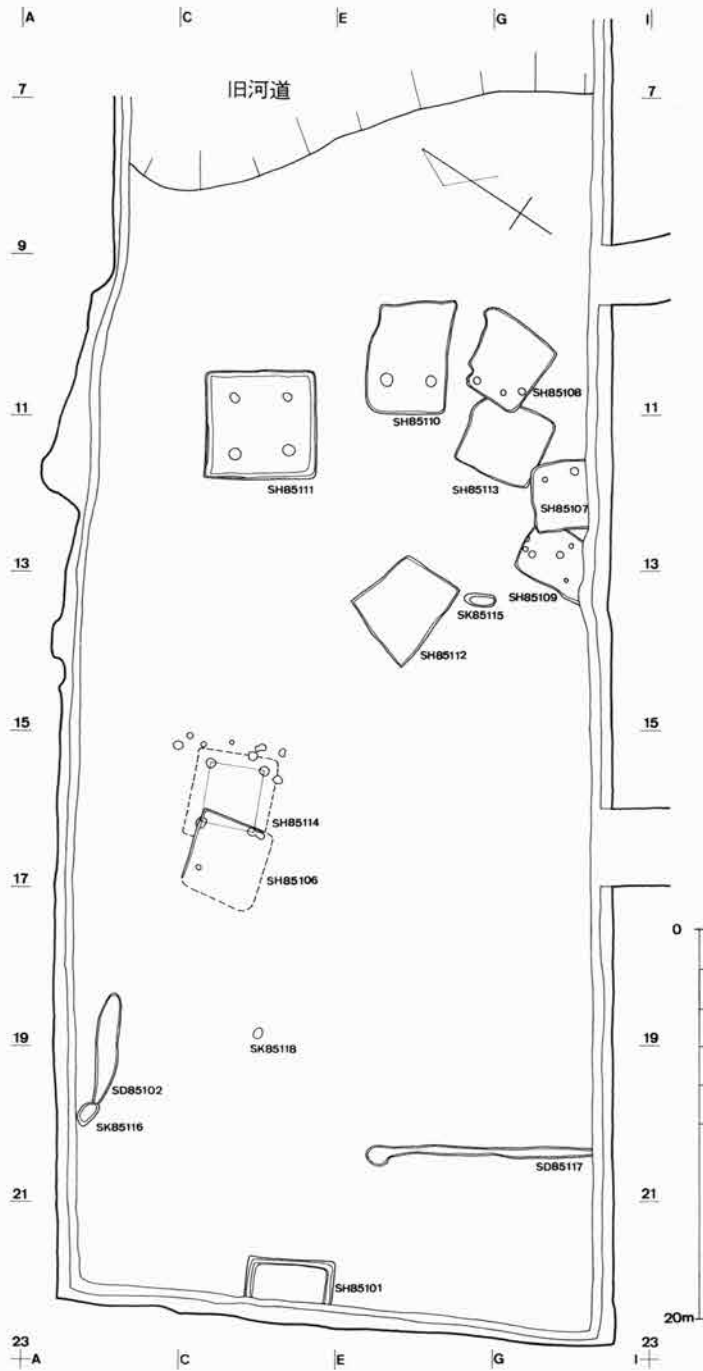 A C E G I
7 旧河道 7
9
11 SH85110 SH85108 11
SH85111 SH85113
SH85107
13 13
SK85115 SH85109
SH85112
15 15
SH85114
17 SH85106 17
0
19 SK85118 19
SD85102
SK85116
SD85117
21 21
SH85101
20m
23 23
A C E G I